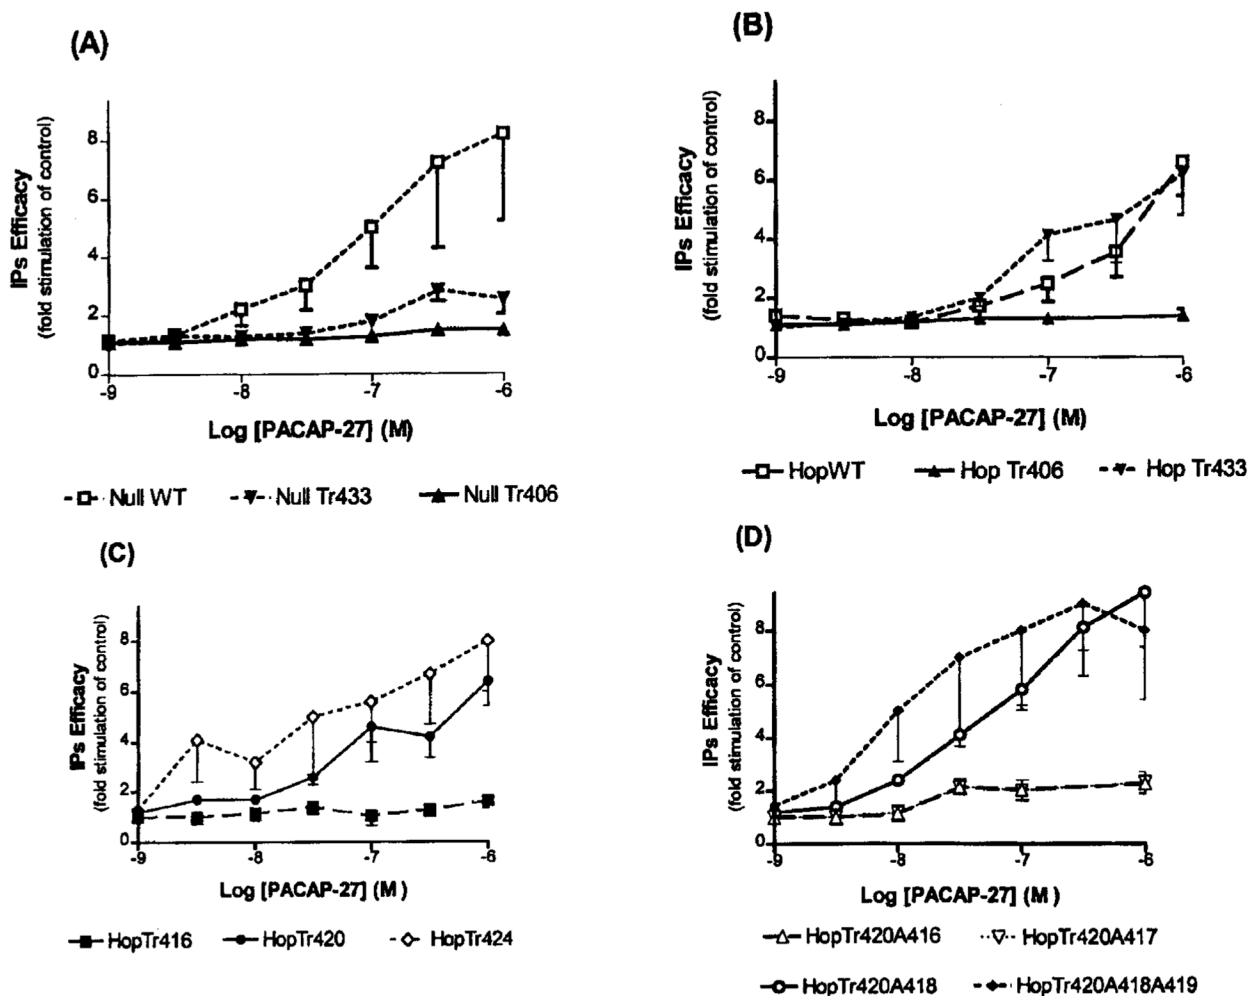 (A)
IPs Efficacy
(fold stimulation of control)
8
6
4
2
0
-9
-8
-7
-6
Log [PACAP-27] (M)
Null WT
Null Tr433
Null Tr406
(B)
IPs Efficacy
(fold stimulation of control)
8
6
4
2
0
-9
-8
-7
-6
Log [PACAP-27] (M)
HopWT
Hop Tr406
Hop Tr433
(C)
IPs Efficacy
(fold stimulation of control)
8
6
4
2
0
-9
-8
-7
-6
Log [PACAP-27] (M )
HopTr416
HopTr420
HopTr424
(D)
IPs Efficacy
(fold stimulation of control)
8
6
4
2
0
-9
-8
-7
-6
Log [PACAP-27] (M )
HopTr420A416
HopTr420A417
HopTr420A418
HopTr420A418A419